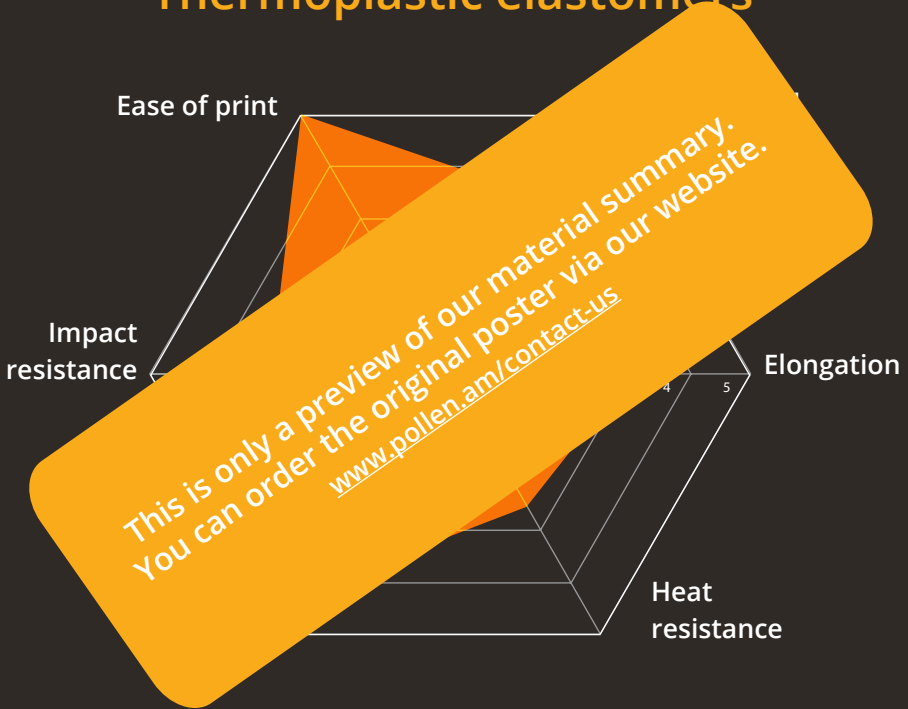 Thermoplastic elastomers
Ease of print
Impact
resistance
This is only a preview of our material summary.
You can order the original poster via our website.
www.pollen.am/contact-us
4
5
Elongation
Heat
resistance